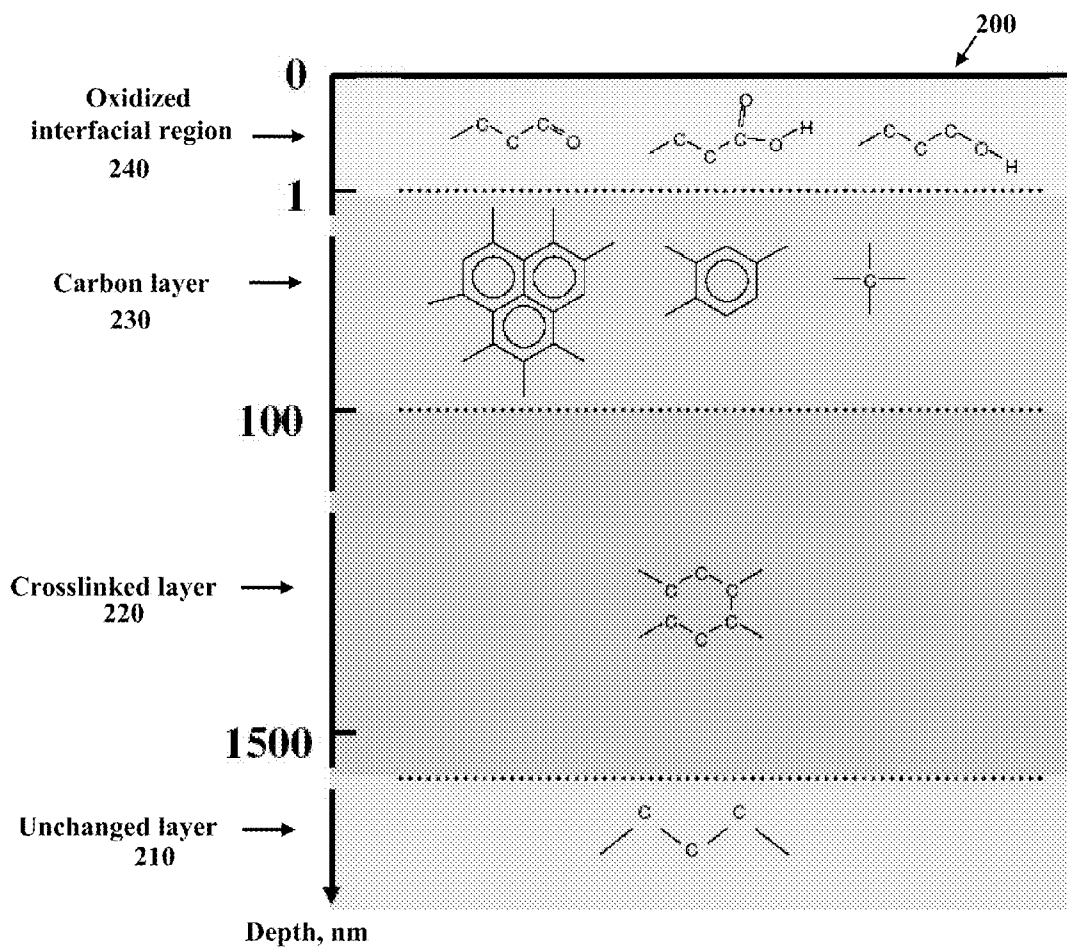 200
0
Oxidized
interfacial region
240
C C C O
C C C O O H
C C C O H
1
Carbon layer
230
C
100
Crosslinked layer
220
C
C C
C C
C
1500
Unchanged layer
210
C C
C
Depth, nm